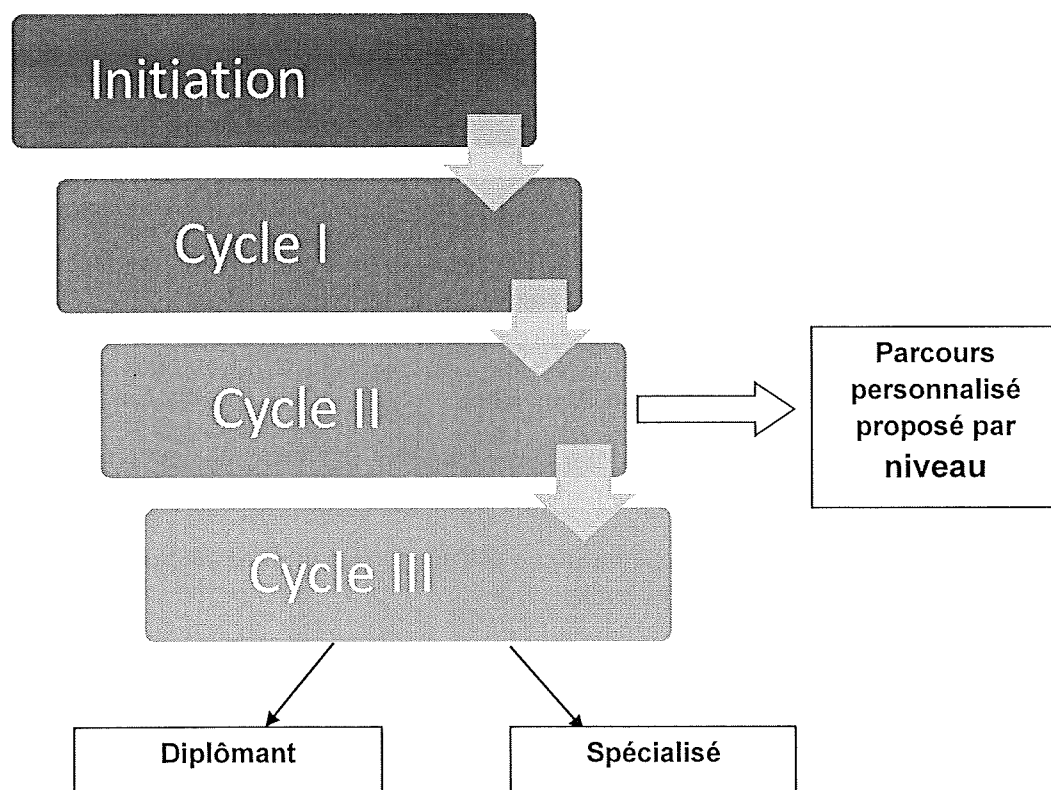 Initiation
Cycle I
Cycle II
Parcours
personnalisé
proposé par
niveau
Cycle III
Diplômant
Spécialisé